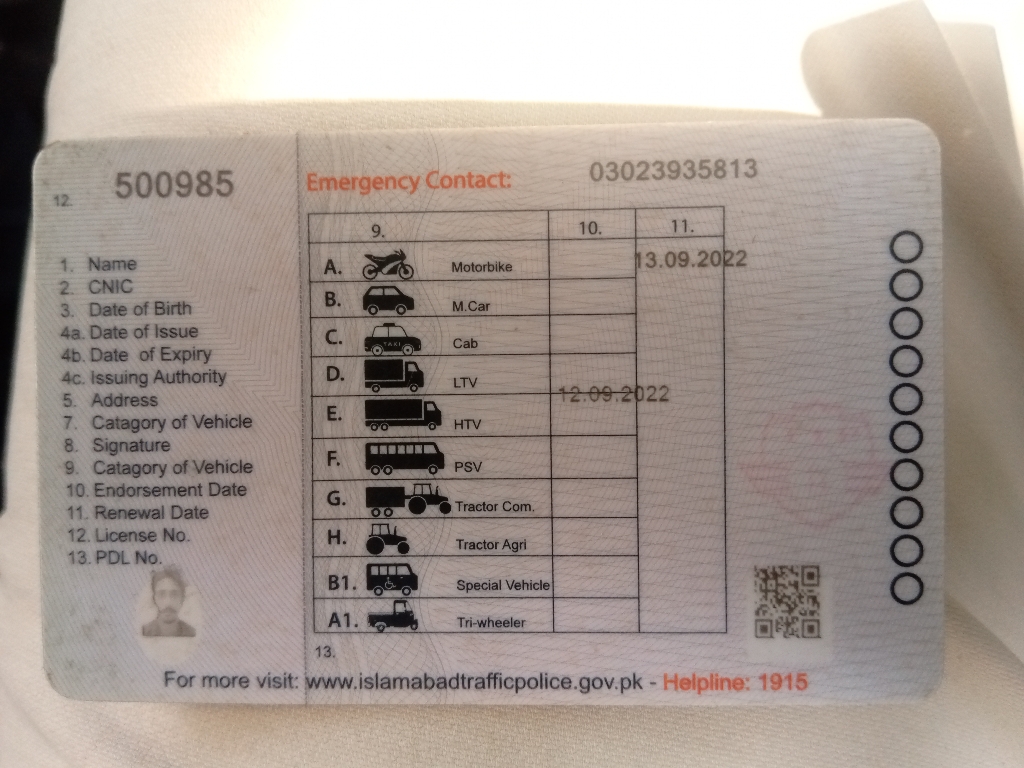 12. 500985
Emergency Contact: 03023935813
1. Name
2. CNIC
3. Date of Birth
4a. Date of Issue
4b. Date of Expiry
4c. Issuing Authority
5. Address
7. Catagory of Vehicle
8. Signature
9. Catagory of Vehicle
10. Endorsement Date
11. Renewal Date
12. License No.
13. PDL No.
9. 10. 11.
A. Motorbike 13.09.2022
B. M.Car
C. TAXI Cab
D. LTV
12.09.2022
E. HTV
F. PSV
G. Tractor Com.
H. Tractor Agri
B1. Special Vehicle
A1. Tri-wheeler
13.
For more visit: www.islamabadtrafficpolice.gov.pk - Helpline: 1915